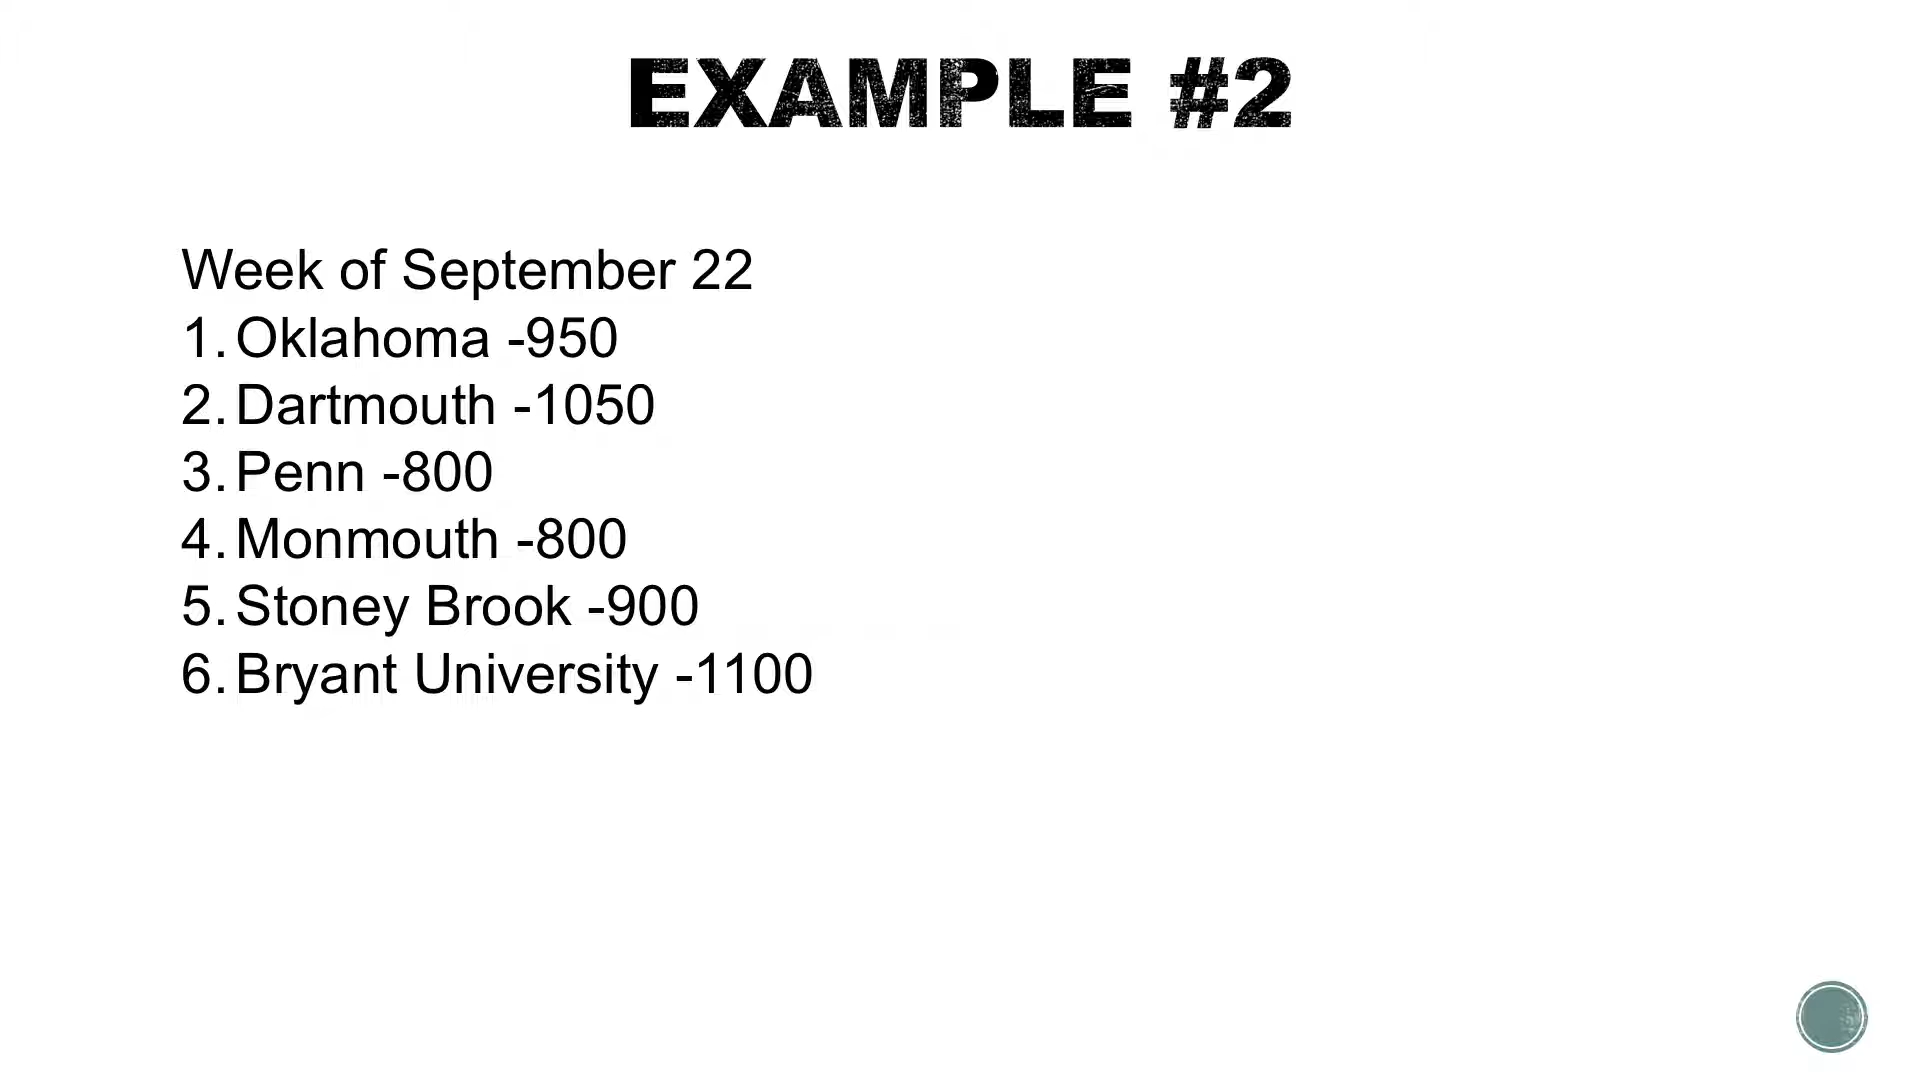 EXAMPLE #2
Week of September 22
1. Oklahoma -950
2. Dartmouth -1050
3. Penn -800
4. Monmouth -800
5. Stoney Brook -900
6. Bryant University -1100